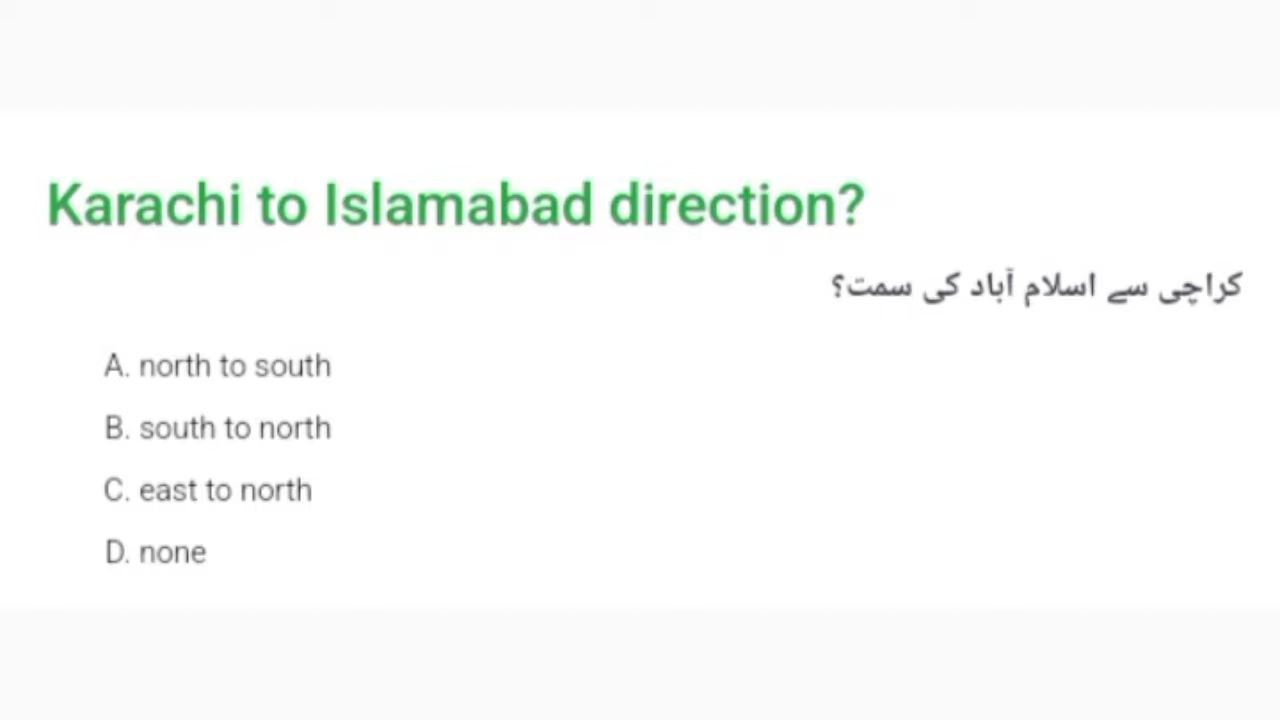 Karachi to Islamabad direction?
کراچی سے اسلام آباد کی سمت؟
A. north to south
B. south to north
C. east to north
D. none